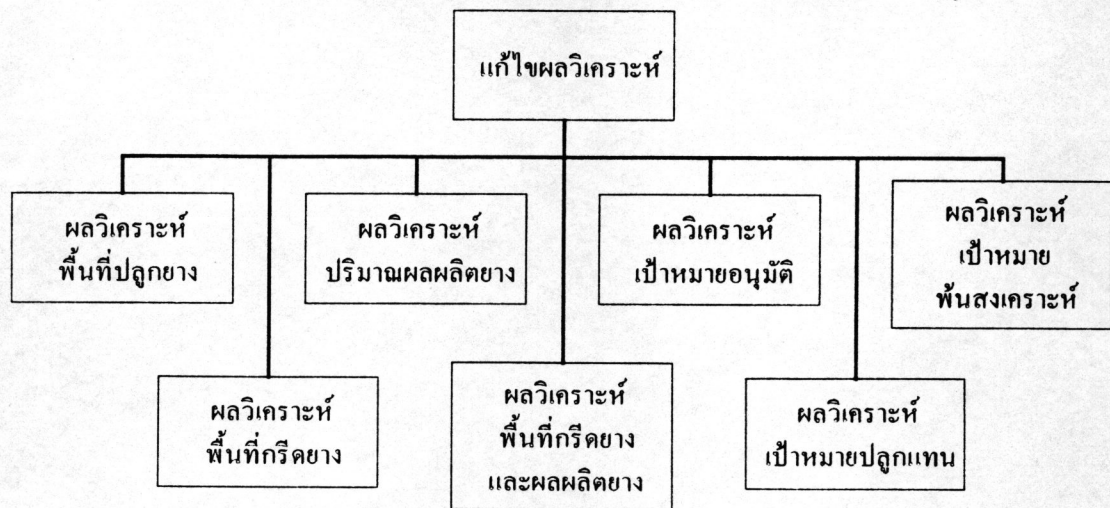 แก้ไขผลวิเคราะห์
ผลวิเคราะห์
พื้นที่ปลูกยาง
ผลวิเคราะห์
ปริมาณผลผลิตยาง
ผลวิเคราะห์
เป้าหมายอนุมัติ
ผลวิเคราะห์
เป้าหมาย
พ้นสงเคราะห์
ผลวิเคราะห์
พื้นที่กรีดยาง
ผลวิเคราะห์
พื้นที่กรีดยาง
และผลผลิตยาง
ผลวิเคราะห์
เป้าหมายปลูกแทน